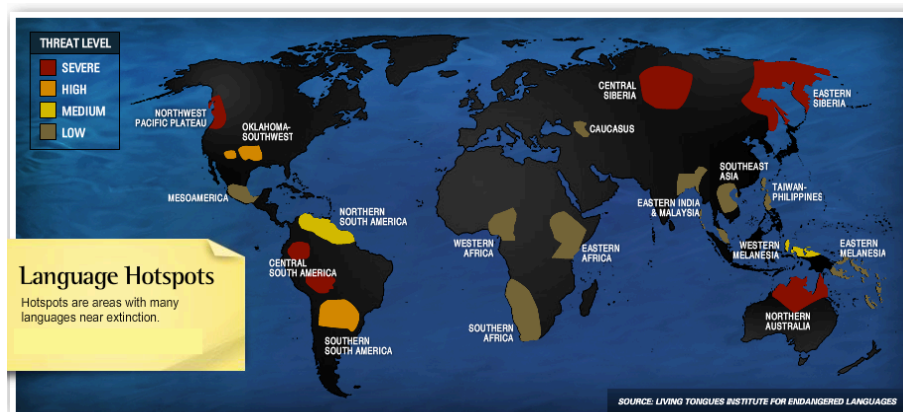 THREAT LEVEL
SEVERE
HIGH
MEDIUM
LOW
NORTHWEST
PACIFIC PLATEAU
OKLAHOMA-
SOUTHWEST
MESOAMERICA
NORTHERN
SOUTH AMERICA
CENTRAL
SOUTH AMERICA
SOUTHERN
SOUTH AMERICA
CENTRAL
SIBERIA
EASTERN
SIBERIA
CAUCASUS
SOUTHEAST
ASIA
TAIWAN-
PHILIPPINES
EASTERN INDIA
& MALAYSIA
WESTERN
AFRICA
EASTERN
AFRICA
SOUTHERN
AFRICA
WESTERN
MELANESIA
EASTERN
MELANESIA
NORTHERN
AUSTRALIA
Language Hotspots
Hotspots are areas with many
languages near extinction.
SOURCE: LIVING TONGUES INSTITUTE FOR ENDANGERED LANGUAGES